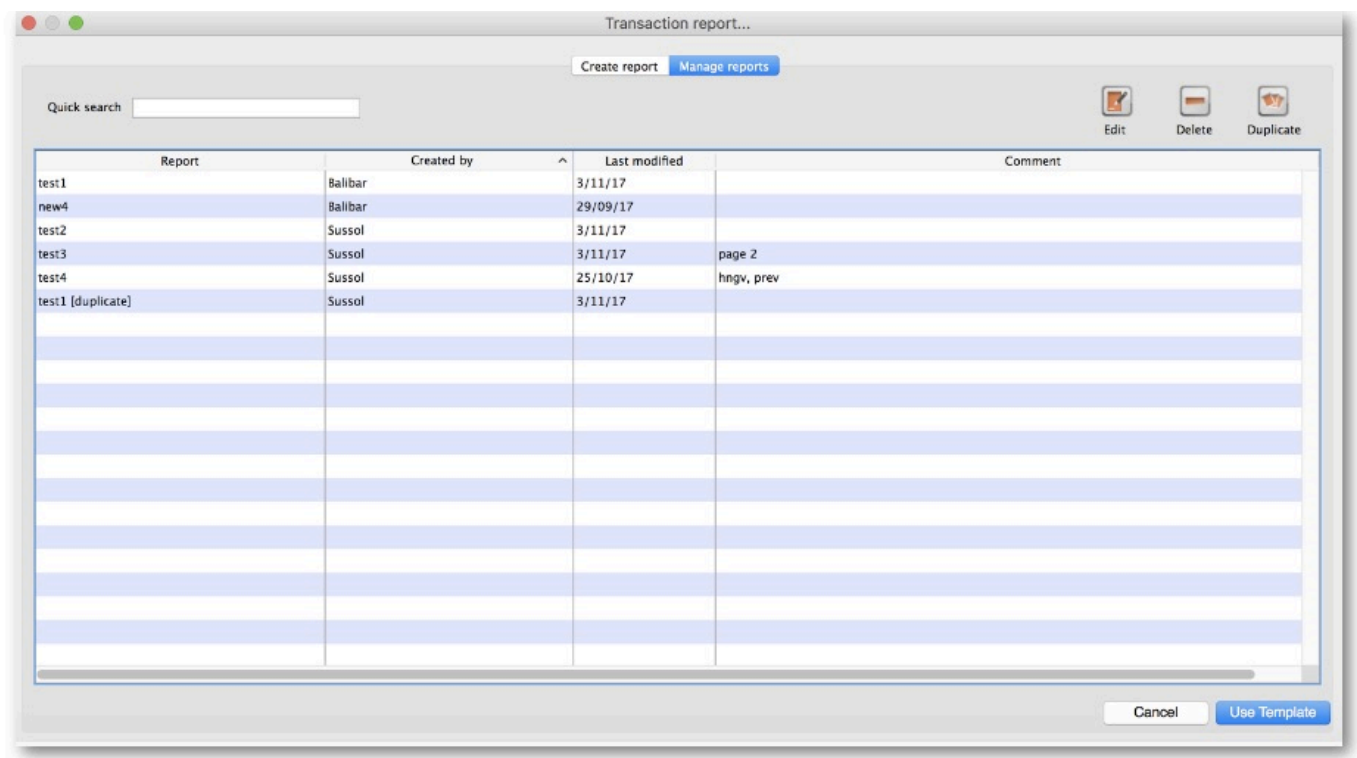 Transaction report...
Create report Manage reports
Quick search
Edit Delete Duplicate
Report Created by Last modified Comment
test1 Balibar 3/11/17
new4 Balibar 29/09/17
test2 Sussol 3/11/17
test3 Sussol 3/11/17 page 2
test4 Sussol 25/10/17 hngv, prev
test1 [duplicate] Sussol 3/11/17
Cancel Use Template